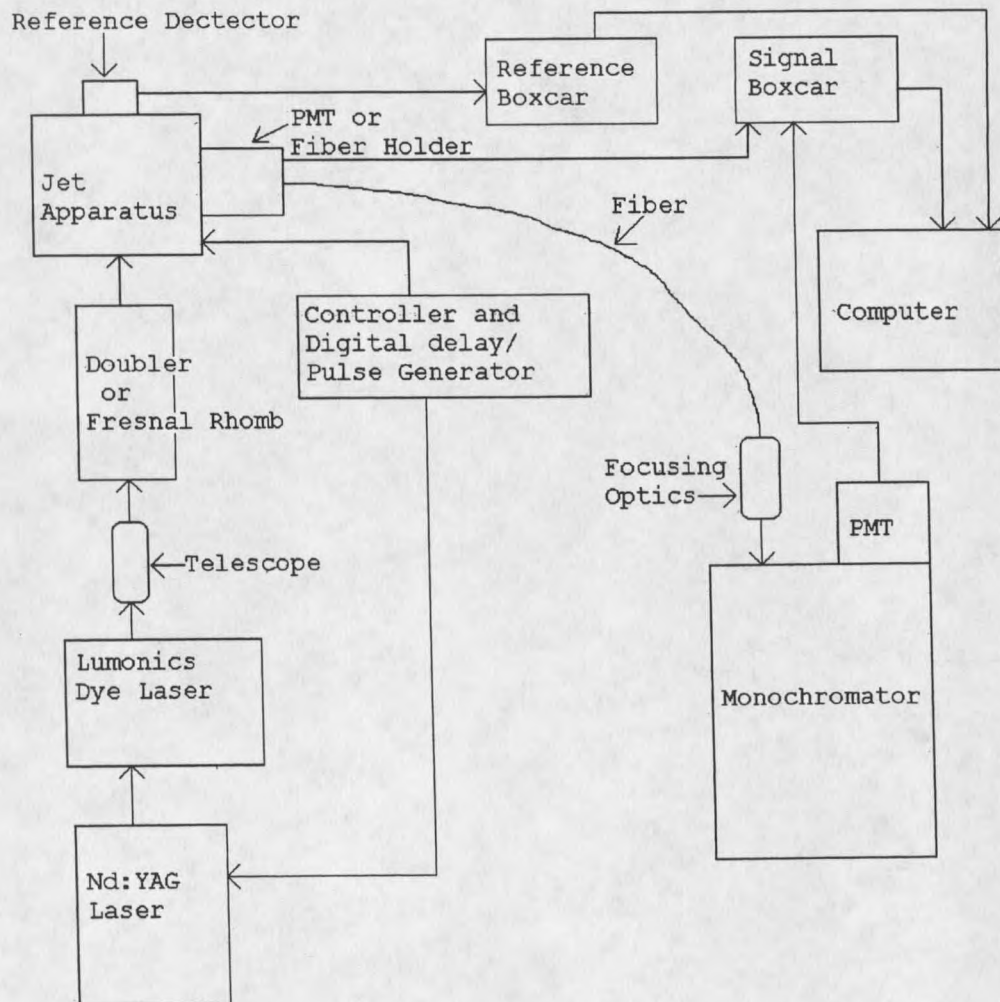 Reference Dectector
Reference
Boxcar
Signal
Boxcar
PMT or
Fiber Holder
Jet
Apparatus
Fiber
Controller and
Digital delay/
Pulse Generator
Computer
Doubler
or
Fresnal Rhomb
Focusing
Optics
PMT
Telescope
Lumonics
Dye Laser
Monochromator
Nd:YAG
Laser